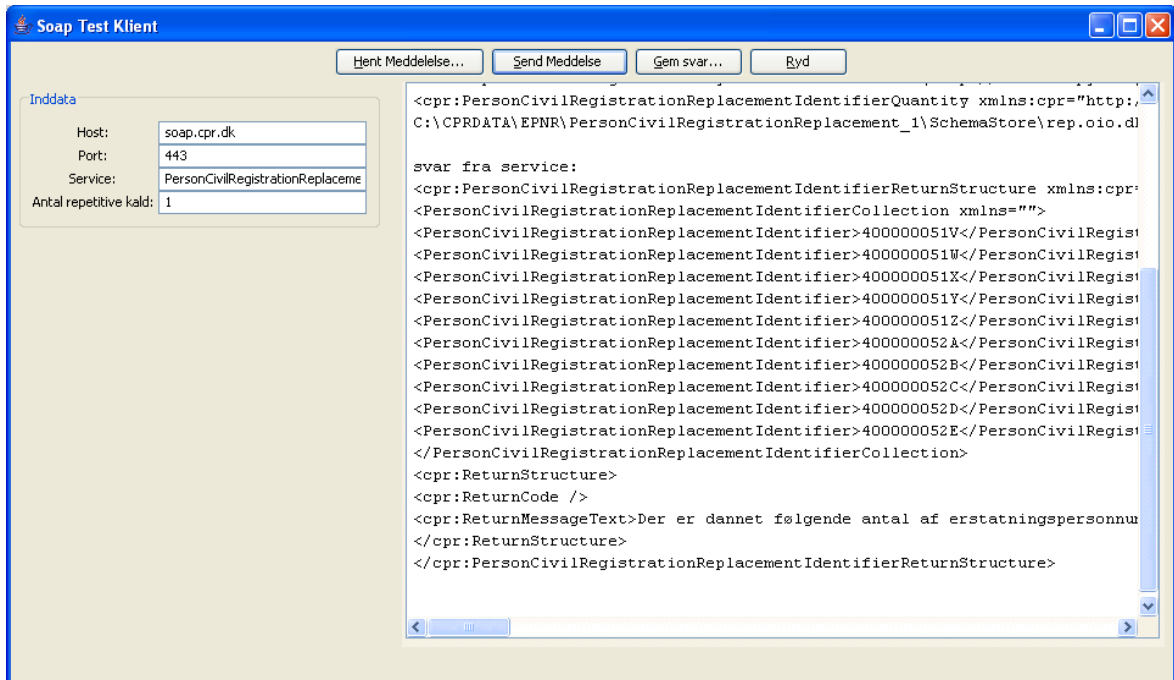 Soap Test Klient
Hent Meddelelse... Send Meddelse Gem svar... Ryd
Inddata
Host: soap.cpr.dk
Port: 443
Service: PersonCivilRegistrationReplaceme
Antal repetitive kald: 1
<cpr:PersonCivilRegistrationReplacementIdentifierQuantity xmlns:cpr="http:/
C:\CPRDATA\EPNR\PersonCivilRegistrationReplacement_1\SchemaStore\rep.oio.dk
svar fra service:
<cpr:PersonCivilRegistrationReplacementIdentifierReturnStructure xmlns:cpr=
<PersonCivilRegistrationReplacementIdentifierCollection xmlns="">
<PersonCivilRegistrationReplacementIdentifier>400000051V</PersonCivilRegist
<PersonCivilRegistrationReplacementIdentifier>400000051W</PersonCivilRegist
<PersonCivilRegistrationReplacementIdentifier>400000051X</PersonCivilRegist
<PersonCivilRegistrationReplacementIdentifier>400000051Y</PersonCivilRegist
<PersonCivilRegistrationReplacementIdentifier>400000051Z</PersonCivilRegist
<PersonCivilRegistrationReplacementIdentifier>400000052A</PersonCivilRegist
<PersonCivilRegistrationReplacementIdentifier>400000052B</PersonCivilRegist
<PersonCivilRegistrationReplacementIdentifier>400000052C</PersonCivilRegist
<PersonCivilRegistrationReplacementIdentifier>400000052D</PersonCivilRegist
<PersonCivilRegistrationReplacementIdentifier>400000052E</PersonCivilRegist
</PersonCivilRegistrationReplacementIdentifierCollection>
<cpr:ReturnStructure>
<cpr:ReturnCode />
<cpr:ReturnMessageText>Der er dannet følgende antal af erstatningspersonnum
</cpr:ReturnStructure>
</cpr:PersonCivilRegistrationReplacementIdentifierReturnStructure>